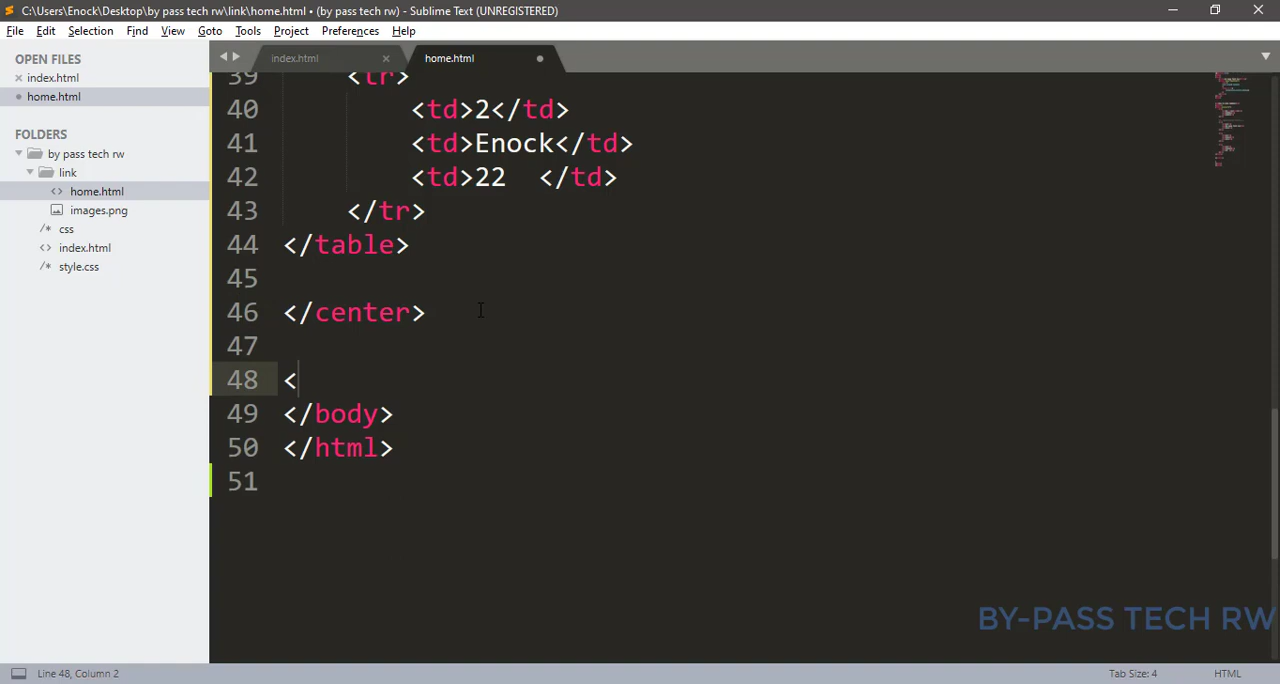 C:\Users\Enock\Desktop\by pass tech rw\link\home.html • (by pass tech rw) - Sublime Text (UNREGISTERED)
File Edit Selection Find View Goto Tools Project Preferences Help
OPEN FILES
index.html
home.html
FOLDERS
by pass tech rw
link
home.html
images.png
/* css
index.html
/* style.css
index.html × home.html
39 <tr>
40 <td>2</td>
41 <td>Enock</td>
42 <td>22  </td>
43 </tr>
44 </table>
45
46 </center>
47
48 <
49 </body>
50 </html>
51
BY-PASS TECH RW
Line 48, Column 2 Tab Size: 4 HTML